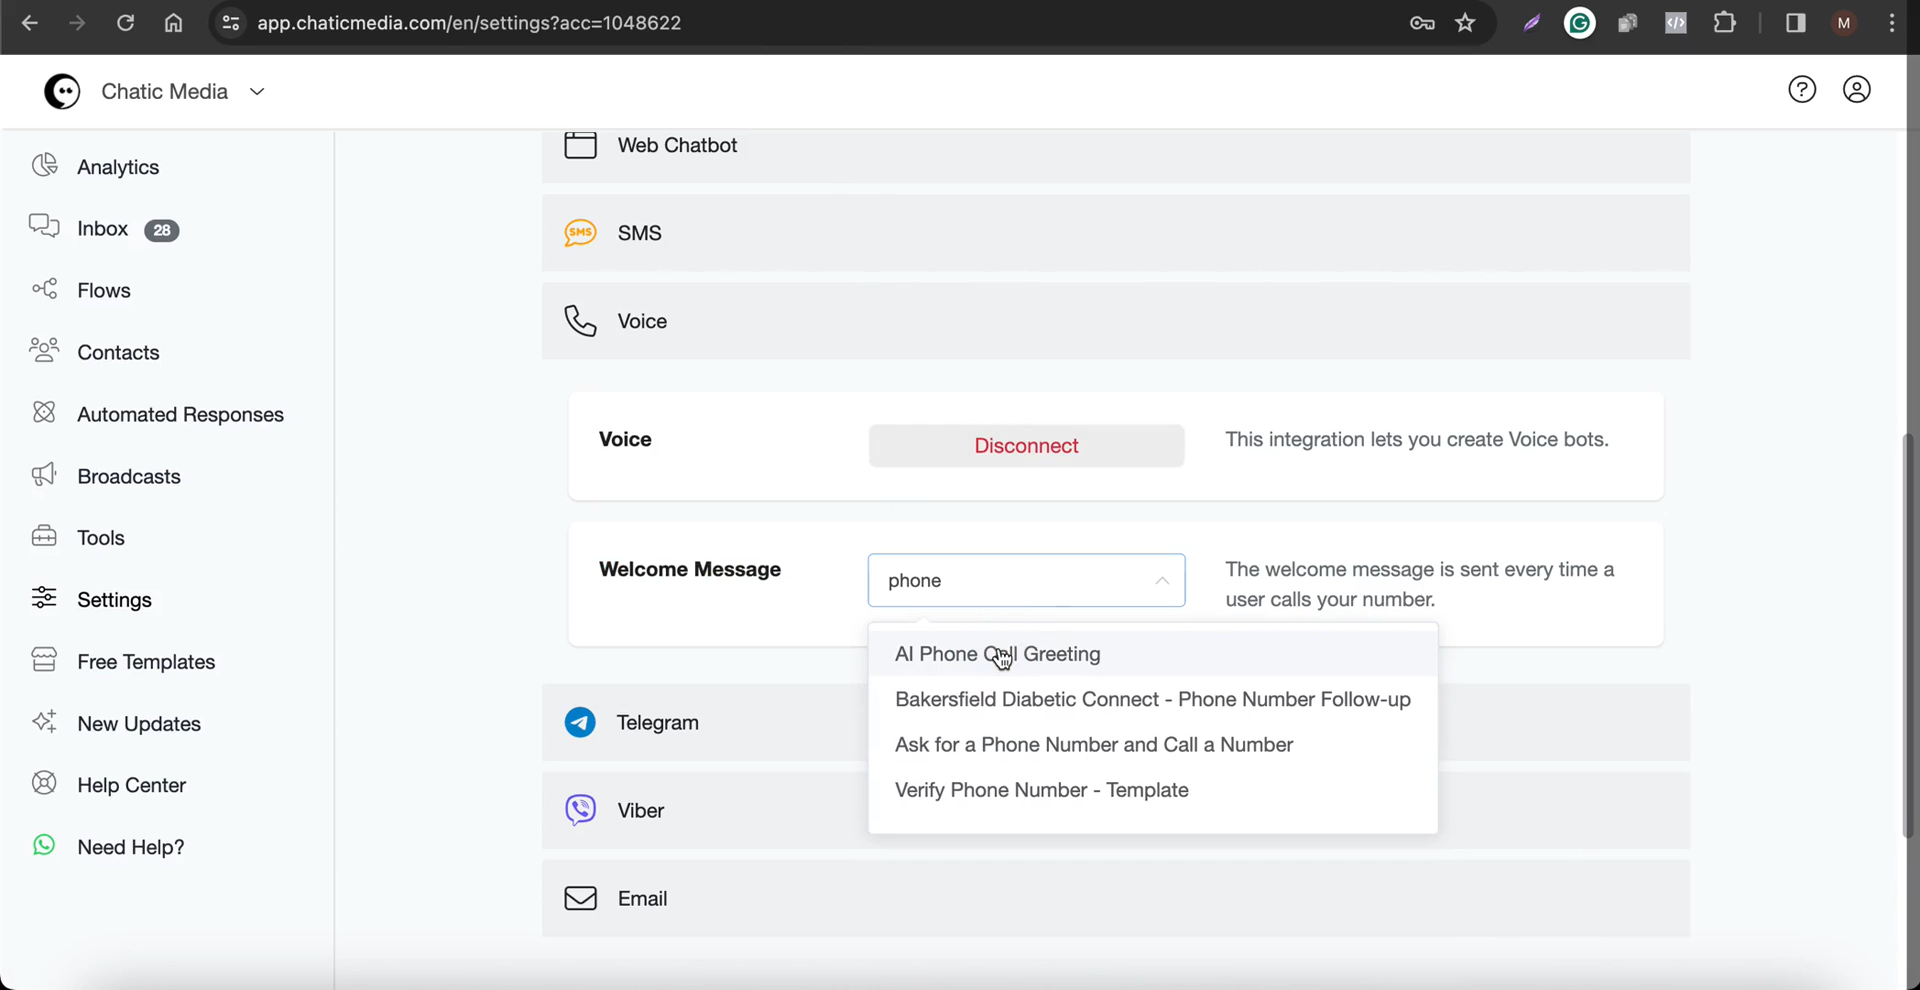 app.chaticmedia.com/en/settings?acc=1048622
M
Chatic Media
Analytics
Inbox 28
Flows
Contacts
Automated Responses
Broadcasts
Tools
Settings
Free Templates
New Updates
Help Center
Need Help?
Web Chatbot
SMS SMS
Voice
Voice
Disconnect
This integration lets you create Voice bots.
Welcome Message
phone
The welcome message is sent every time a
user calls your number.
AI Phone Call Greeting
Bakersfield Diabetic Connect - Phone Number Follow-up
Ask for a Phone Number and Call a Number
Verify Phone Number - Template
Telegram
Viber
Email